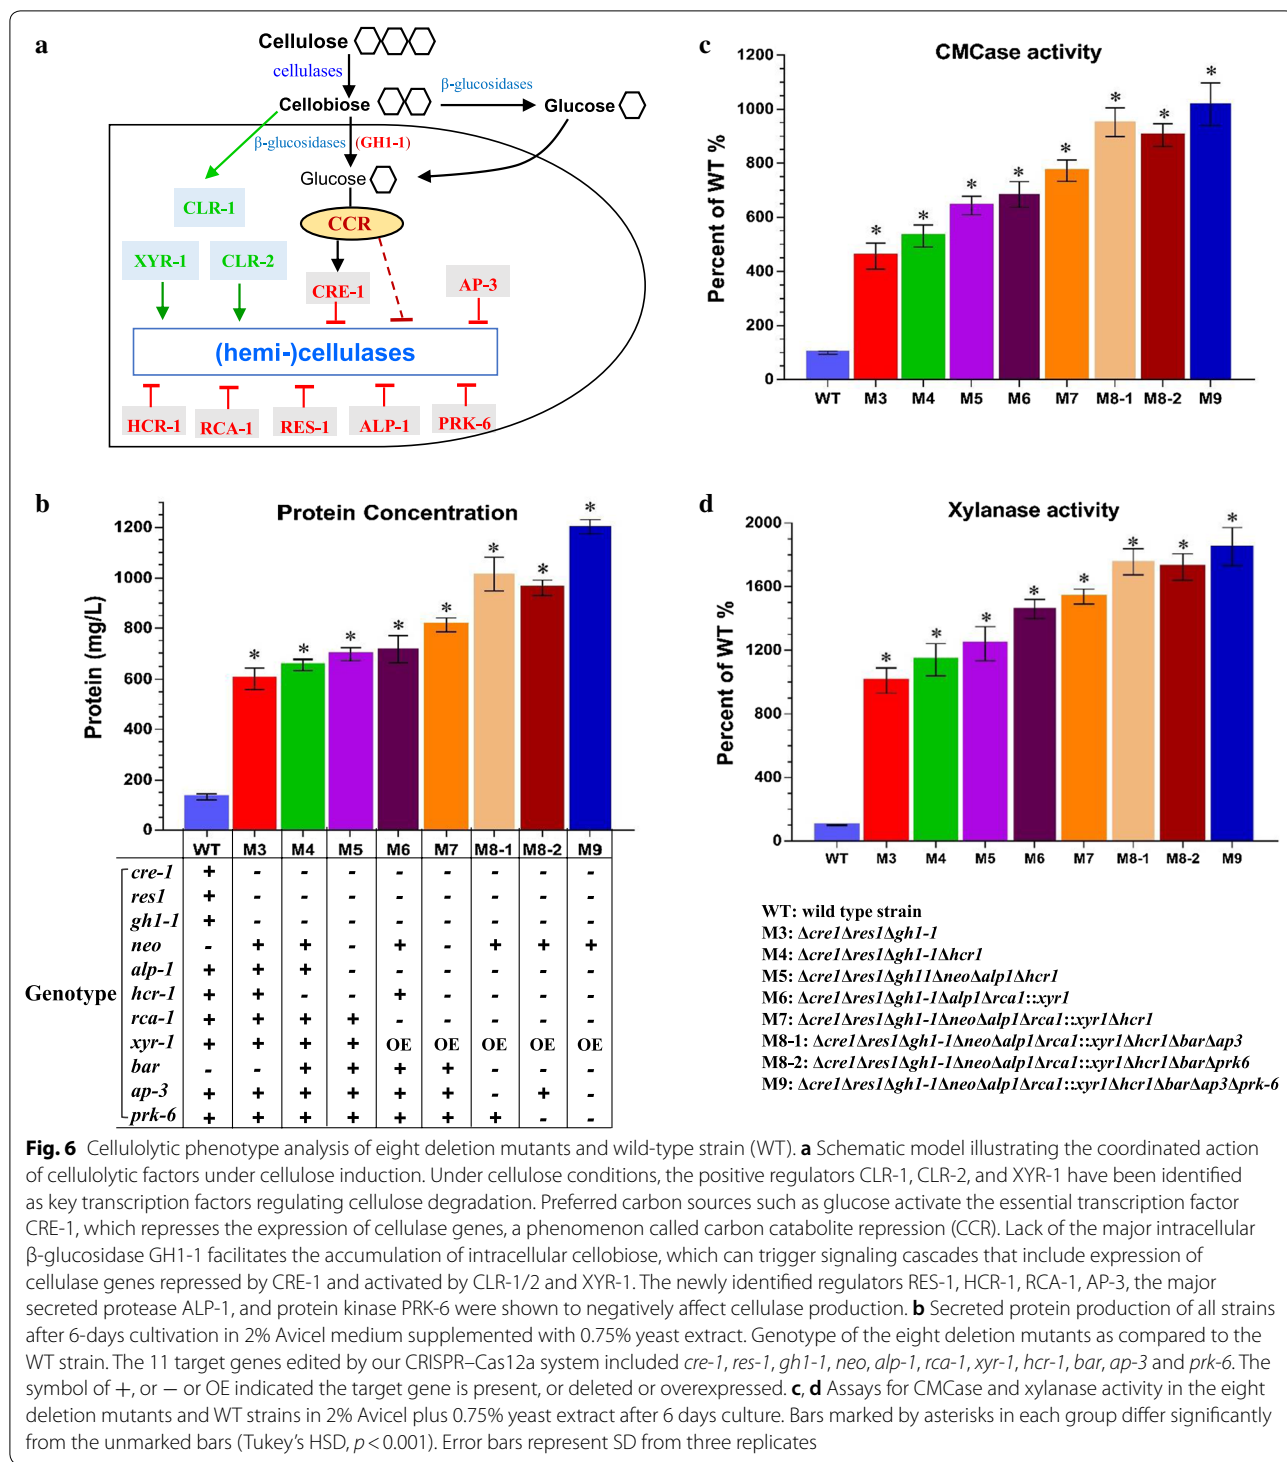 a
Cellulose
cellulases
β-glucosidases
Cellobiose
Glucose
β-glucosidases (GH1-1)
Glucose
CLR-1
CCR
XYR-1
CLR-2
CRE-1
AP-3
(hemi-)cellulases
HCR-1
RCA-1
RES-1
ALP-1
PRK-6
c
CMCase activity
Percent of WT %
1200
1000
800
600
400
200
0
* * * * * * * *
WT M3 M4 M5 M6 M7 M8-1 M8-2 M9
b
Protein Concentration
Protein (mg/L)
1200
1000
800
600
400
200
0
* * * * * * * *
WT M3 M4 M5 M6 M7 M8-1 M8-2 M9
Genotype
cre-1 + - - - - - - - -
res1 + - - - - - - - -
gh1-1 + - - - - - - - -
neo - + + - + - + + +
alp-1 + + + - - - - - -
hcr-1 + + - - + - - - -
rca-1 + + + + - - - - -
xyr-1 + + + + OE OE OE OE OE
bar - - + + + + - - -
ap-3 + + + + + + - + -
prk-6 + + + + + + + - -
d
Xylanase activity
Percent of WT %
2000
1600
1200
800
400
0
* * * * * * * *
WT M3 M4 M5 M6 M7 M8-1 M8-2 M9
WT: wild type strain
M3: Δcre1Δres1Δgh1-1
M4: Δcre1Δres1Δgh1-1Δhcr1
M5: Δcre1Δres1Δgh11ΔneoΔalp1Δhcr1
M6: Δcre1Δres1Δgh1-1Δalp1Δrca1::xyr1
M7: Δcre1Δres1Δgh1-1ΔneoΔalp1Δrca1::xyr1Δhcr1
M8-1: Δcre1Δres1Δgh1-1ΔneoΔalp1Δrca1::xyr1Δhcr1ΔbarΔap3
M8-2: Δcre1Δres1Δgh1-1ΔneoΔalp1Δrca1::xyr1Δhcr1ΔbarΔprk6
M9: Δcre1Δres1Δgh1-1ΔneoΔalp1Δrca1::xyr1Δhcr1ΔbarΔap3Δprk-6
Fig. 6 Cellulolytic phenotype analysis of eight deletion mutants and wild-type strain (WT). a Schematic model illustrating the coordinated action
of cellulolytic factors under cellulose induction. Under cellulose conditions, the positive regulators CLR-1, CLR-2, and XYR-1 have been identified
as key transcription factors regulating cellulose degradation. Preferred carbon sources such as glucose activate the essential transcription factor
CRE-1, which represses the expression of cellulase genes, a phenomenon called carbon catabolite repression (CCR). Lack of the major intracellular
β-glucosidase GH1-1 facilitates the accumulation of intracellular cellobiose, which can trigger signaling cascades that include expression of
cellulase genes repressed by CRE-1 and activated by CLR-1/2 and XYR-1. The newly identified regulators RES-1, HCR-1, RCA-1, AP-3, the major
secreted protease ALP-1, and protein kinase PRK-6 were shown to negatively affect cellulase production. b Secreted protein production of all strains
after 6-days cultivation in 2% Avicel medium supplemented with 0.75% yeast extract. Genotype of the eight deletion mutants as compared to the
WT strain. The 11 target genes edited by our CRISPR–Cas12a system included cre-1, res-1, gh1-1, neo, alp-1, rca-1, xyr-1, hcr-1, bar, ap-3 and prk-6. The
symbol of +, or − or OE indicated the target gene is present, or deleted or overexpressed. c, d Assays for CMCase and xylanase activity in the eight
deletion mutants and WT strains in 2% Avicel plus 0.75% yeast extract after 6 days culture. Bars marked by asterisks in each group differ significantly
from the unmarked bars (Tukey's HSD, p < 0.001). Error bars represent SD from three replicates